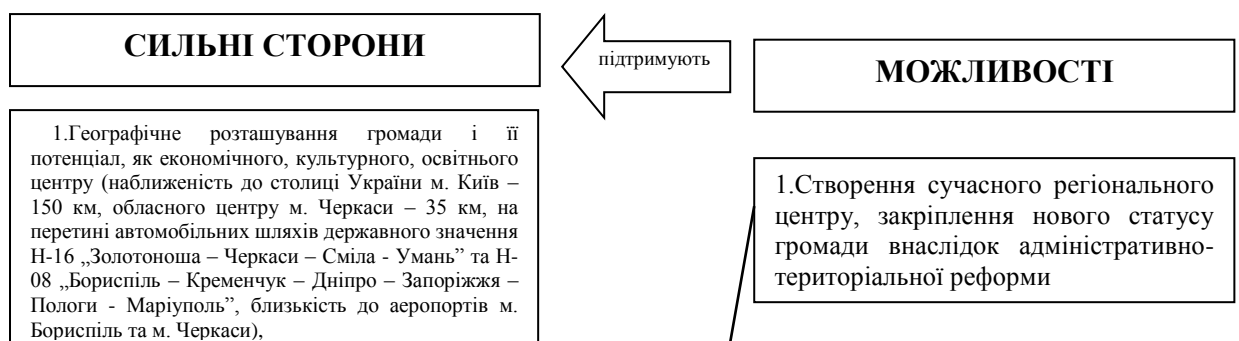 СИЛЬНІ СТОРОНИ
підтримують
МОЖЛИВОСТІ
1.Географічне розташування громади і її
потенціал, як економічного, культурного, освітнього
центру (наближеність до столиці України м. Київ –
150 км, обласного центру м. Черкаси – 35 км, на
перетині автомобільних шляхів державного значення
Н-16 „Золотоноша – Черкаси – Сміла - Умань” та Н-
08 „Бориспіль – Кременчук – Дніпро – Запоріжжя –
Пологи - Маріуполь”, близькість до аеропортів м.
Бориспіль та м. Черкаси),
1.Створення сучасного регіонального
центру, закріплення нового статусу
громади внаслідок адміністративно-
територіальної реформи